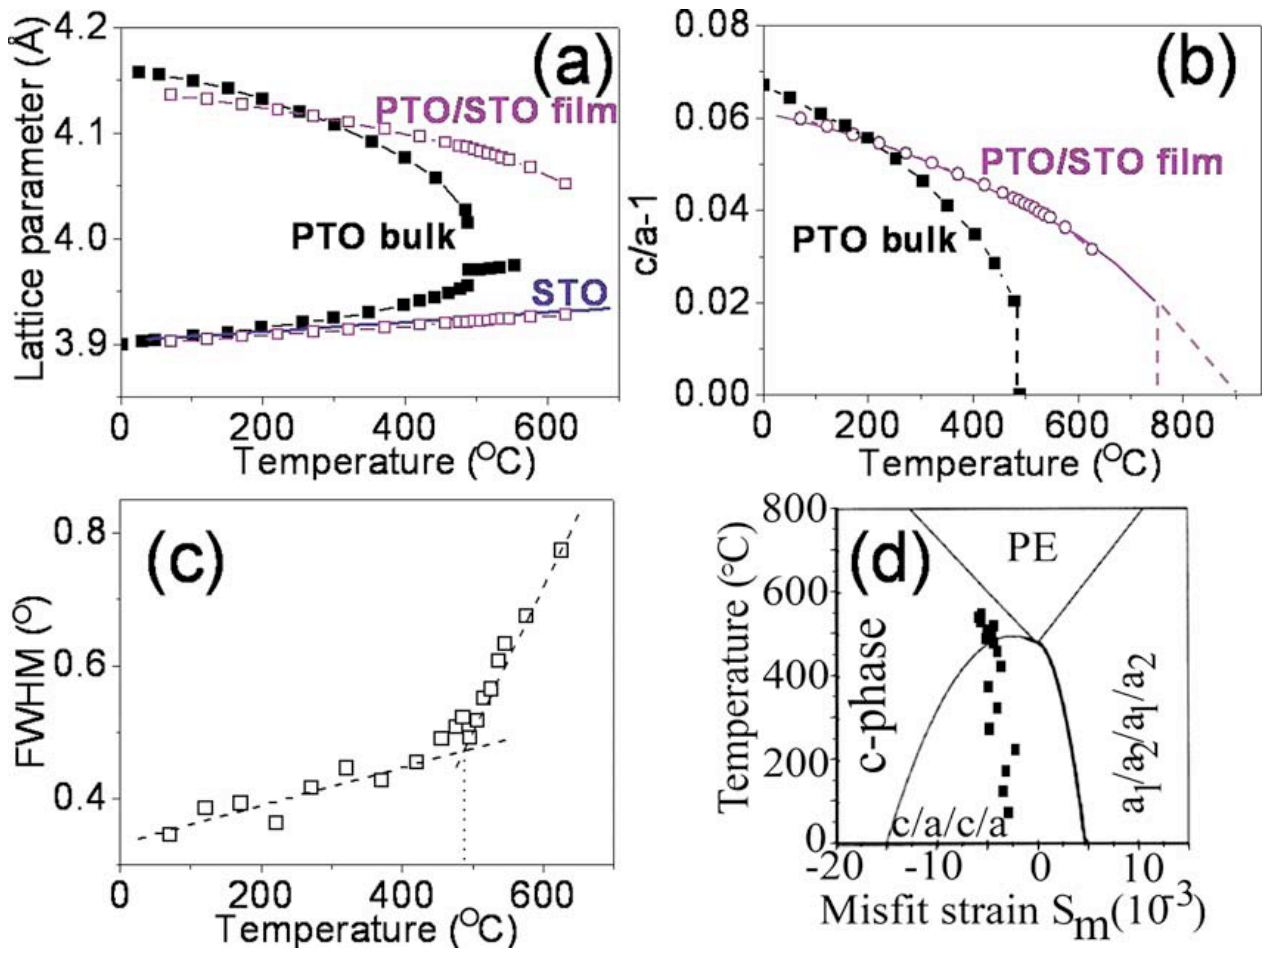 4.2
4.1
4.0
3.9
Lattice parameter (Å)
(a)
PTO/STO film
PTO bulk
STO
0 200 400 600
Temperature (°C)
0.08
0.06
0.04
0.02
0.00
c/a-1
(b)
PTO/STO film
PTO bulk
0 200 400 600 800
Temperature (°C)
0.8
0.6
0.4
FWHM (°)
(c)
0 200 400 600
Temperature (°C)
800
600
400
200
0
Temperature (°C)
(d)
PE
c-phase
c/a/c/a
a1/a2/a1/a2
-20 -10 0 10
Misfit strain Sm(10-3)